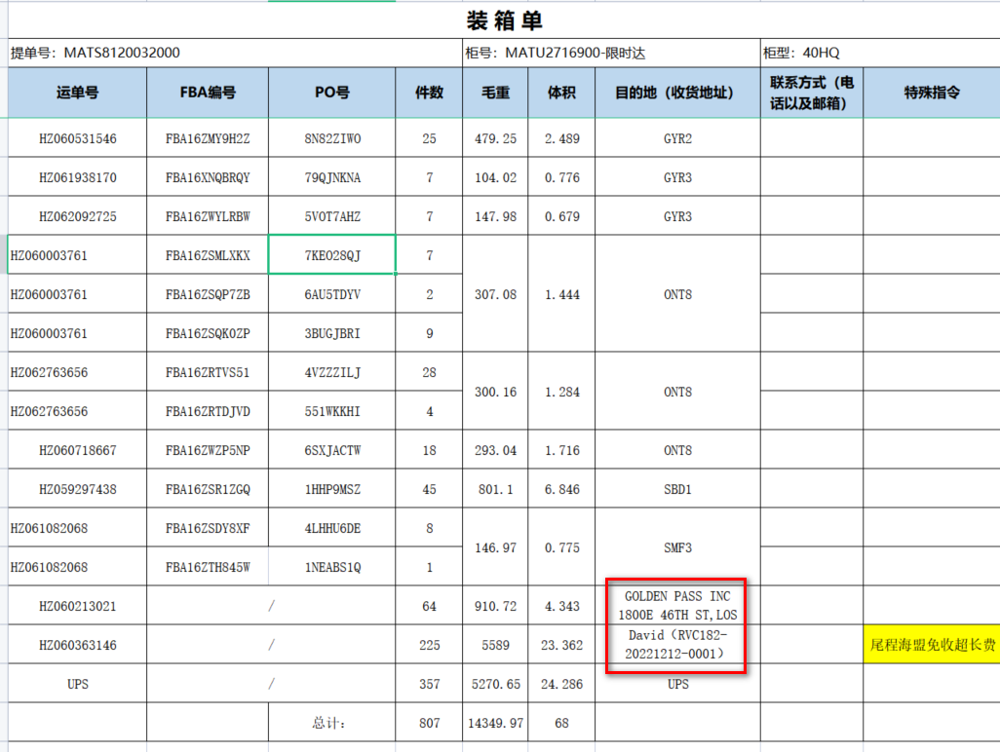 装 箱 单
提单号：MATS8120032000 柜号：MATU2716900-限时达 柜型：40HQ
运单号 FBA编号 PO号 件数 毛重 体积 目的地（收货地址） 联系方式（电话以及邮箱） 特殊指令
HZ060531546 FBA16ZMY9H2Z 8N82ZIWO 25 479.25 2.489 GYR2
HZ061938170 FBA16XNQBRQY 79QJNKNA 7 104.02 0.776 GYR3
HZ062092725 FBA16ZWYLRBW 5VOT7AHZ 7 147.98 0.679 GYR3
HZ060003761 FBA16ZSMLXKX 7KEO28QJ 7
HZ060003761 FBA16ZSQP7ZB 6AU5TDYV 2 307.08 1.444 ONT8
HZ060003761 FBA16ZSQK0ZP 3BUGJBRI 9
HZ062763656 FBA16ZRTVS51 4VZZZILJ 28 300.16 1.284 ONT8
HZ062763656 FBA16ZRTDJVD 551WKKHI 4
HZ060718667 FBA16ZWZP5NP 6SXJACTW 18 293.04 1.716 ONT8
HZ059297438 FBA16ZSR1ZGQ 1HHP9MSZ 45 801.1 6.846 SBD1
HZ061082068 FBA16ZSDY8XF 4LHHU6DE 8 146.97 0.775 SMF3
HZ061082068 FBA16ZTH845W 1NEABS1Q 1
HZ060213021 / 64 910.72 4.343 GOLDEN PASS INC
1800E 46TH ST,LOS
HZ060363146 / 225 5589 23.362 David（RVC182-
20221212-0001） 尾程海盟免收超长费
UPS / 357 5270.65 24.286 UPS
总计： 807 14349.97 68